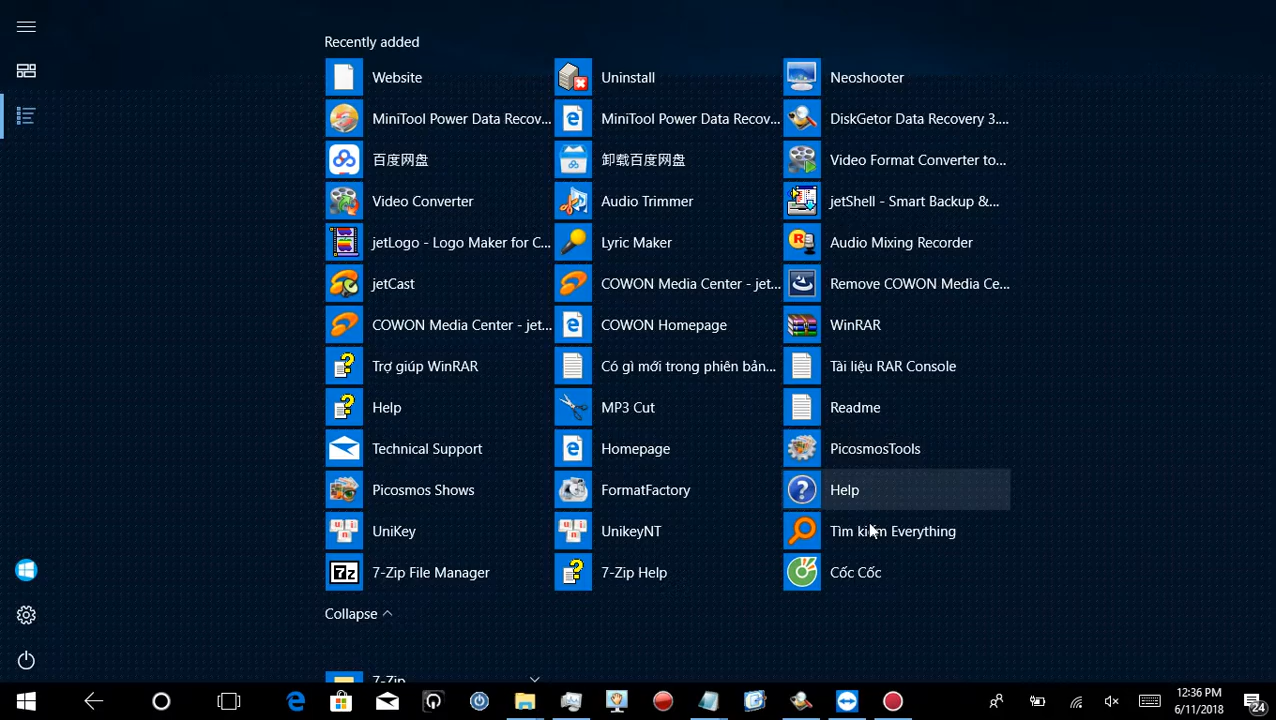 Recently added
Website
Uninstall
Neoshooter
MiniTool Power Data Recov...
MiniTool Power Data Recov...
DiskGetor Data Recovery 3....
百度网盘
卸载百度网盘
Video Format Converter to...
Video Converter
Audio Trimmer
jetShell - Smart Backup &...
jetLogo - Logo Maker for C...
Lyric Maker
Audio Mixing Recorder
jetCast
COWON Media Center - jet...
Remove COWON Media Ce...
COWON Media Center - jet...
COWON Homepage
WinRAR
Trợ giúp WinRAR
Có gì mới trong phiên bản...
Tài liệu RAR Console
Help
MP3 Cut
Readme
Technical Support
Homepage
PicosmosTools
Picosmos Shows
FormatFactory
Help
UniKey
UnikeyNT
Tìm kiếm Everything
7-Zip File Manager
7-Zip Help
Cốc Cốc
Collapse
7-Zip
12:36 PM
6/11/2018
24